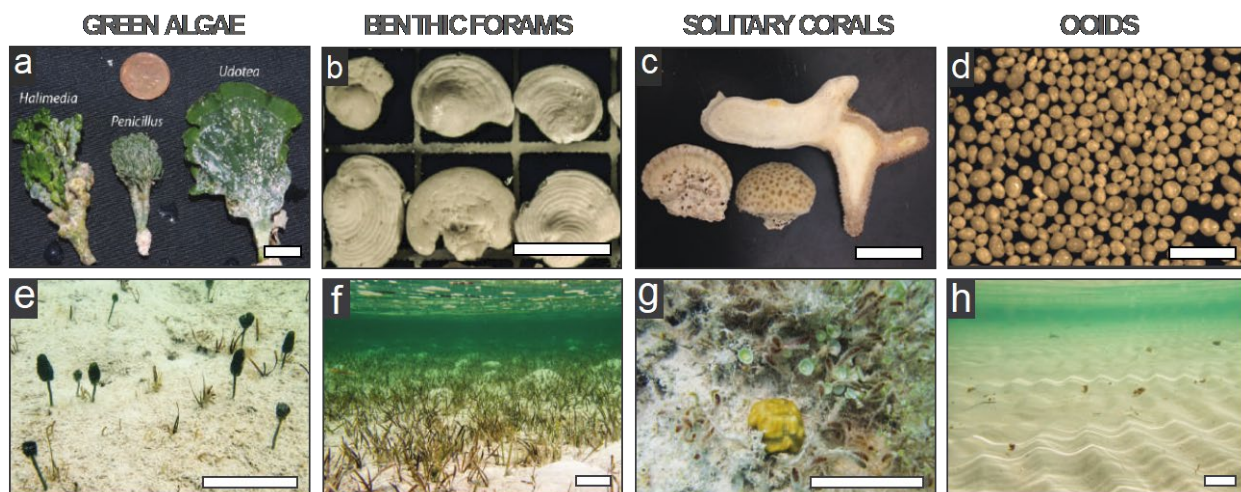 GREEN ALGAE
BENTHIC FORAMS
SOLITARY CORALS
OOIDS
a
Halimedia
Penicillus
Udotea
b
c
d
e
f
g
h